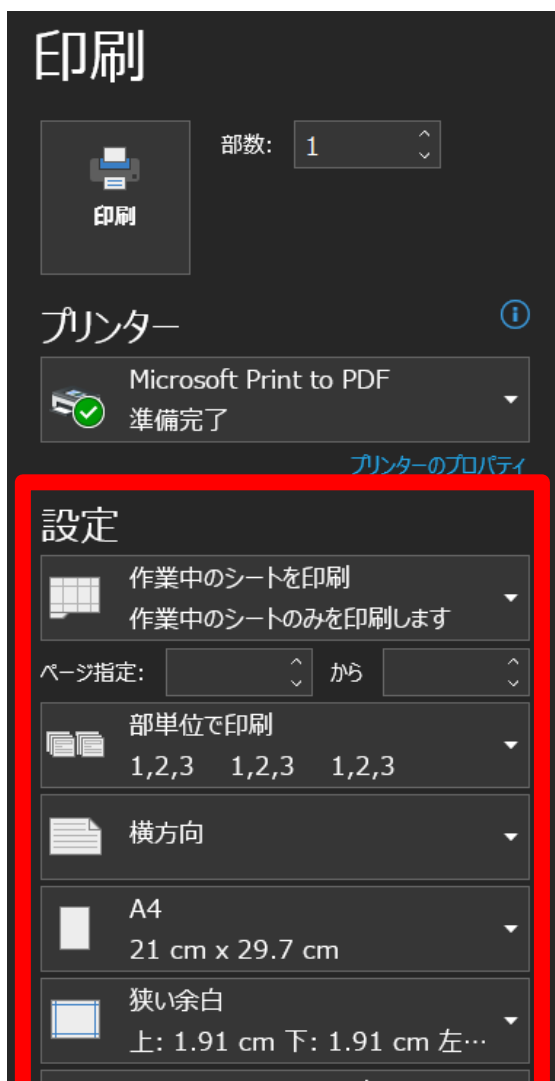 印刷
部数: 1
印刷
プリンター
Microsoft Print to PDF
準備完了
プリンターのプロパティ
設定
作業中のシートを印刷
作業中のシートのみを印刷します
ページ指定: から
部単位で印刷
1,2,3 1,2,3 1,2,3
横方向
A4
21 cm x 29.7 cm
狭い余白
上: 1.91 cm 下: 1.91 cm 左…